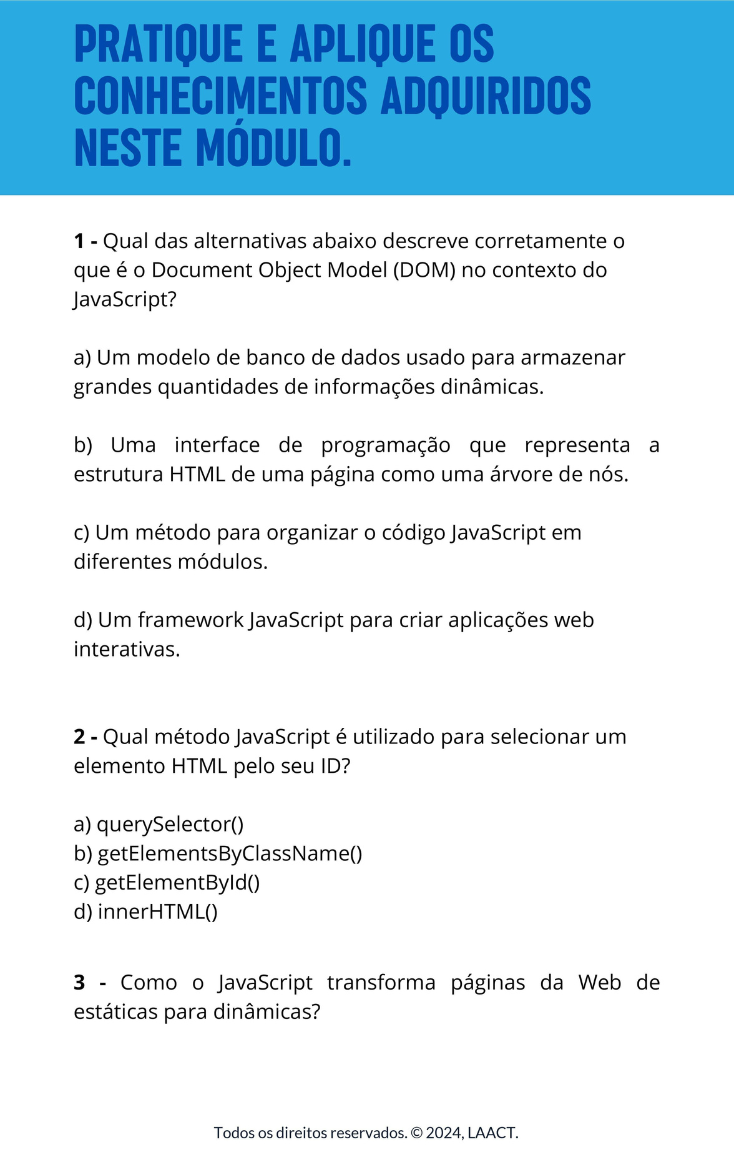 PRATIQUE E APLIQUE OS
CONHECIMENTOS ADQUIRIDOS
NESTE MÓDULO.
1 - Qual das alternativas abaixo descreve corretamente o
que é o Document Object Model (DOM) no contexto do
JavaScript?
a) Um modelo de banco de dados usado para armazenar
grandes quantidades de informações dinâmicas.
b) Uma interface de programação que representa a
estrutura HTML de uma página como uma árvore de nós.
c) Um método para organizar o código JavaScript em
diferentes módulos.
d) Um framework JavaScript para criar aplicações web
interativas.
2 - Qual método JavaScript é utilizado para selecionar um
elemento HTML pelo seu ID?
a) querySelector()
b) getElementsByClassName()
c) getElementById()
d) innerHTML()
3 - Como o JavaScript transforma páginas da Web de
estáticas para dinâmicas?
Todos os direitos reservados. © 2024, LAACT.